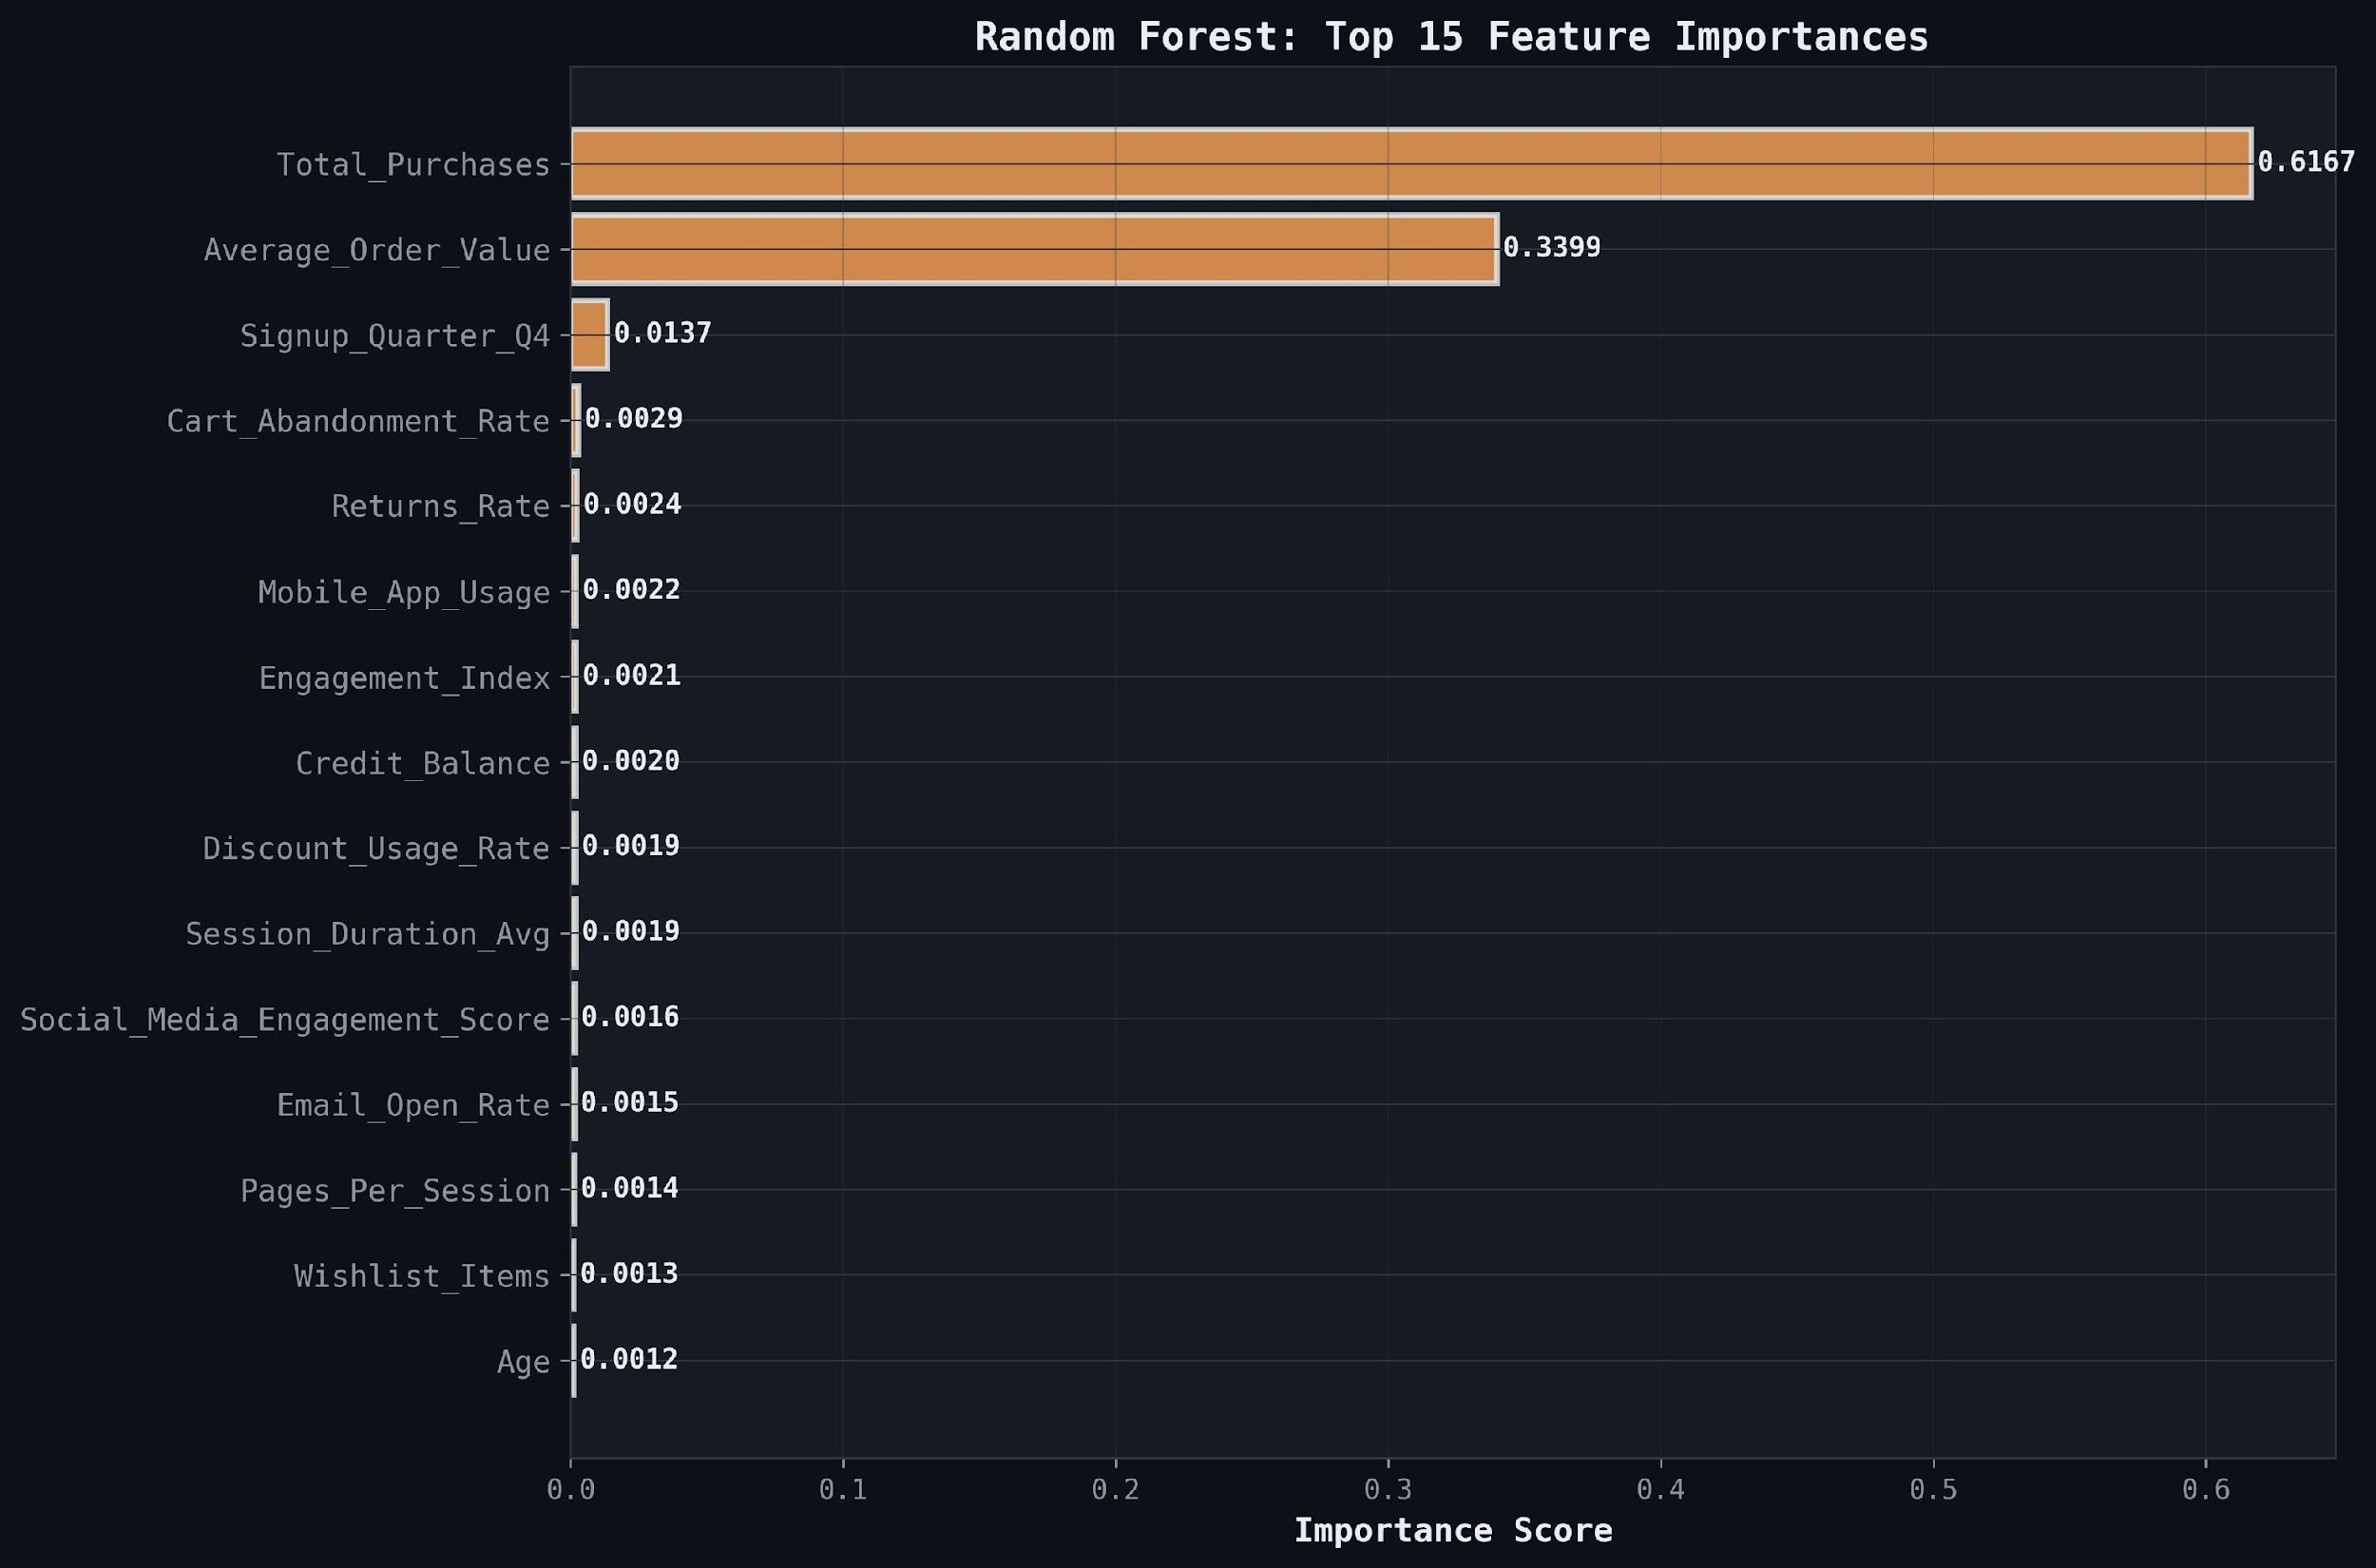 Random Forest: Top 15 Feature Importances
Total_Purchases 0.6167
Average_Order_Value 0.3399
Signup_Quarter_Q4 0.0137
Cart_Abandonment_Rate 0.0029
Returns_Rate 0.0024
Mobile_App_Usage 0.0022
Engagement_Index 0.0021
Credit_Balance 0.0020
Discount_Usage_Rate 0.0019
Session_Duration_Avg 0.0019
Social_Media_Engagement_Score 0.0016
Email_Open_Rate 0.0015
Pages_Per_Session 0.0014
Wishlist_Items 0.0013
Age 0.0012
0.0 0.1 0.2 0.3 0.4 0.5 0.6
Importance Score